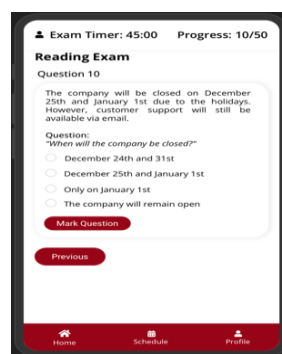 Exam Timer: 45:00 Progress: 10/50
Reading Exam
Question 10
The company will be closed on December
25th and January 1st due to the holidays.
However, customer support will still be
available via email.
Question:
"When will the company be closed?"
December 24th and 31st
December 25th and January 1st
Only on January 1st
The company will remain open
Mark Question
Previous
Home Schedule Profile